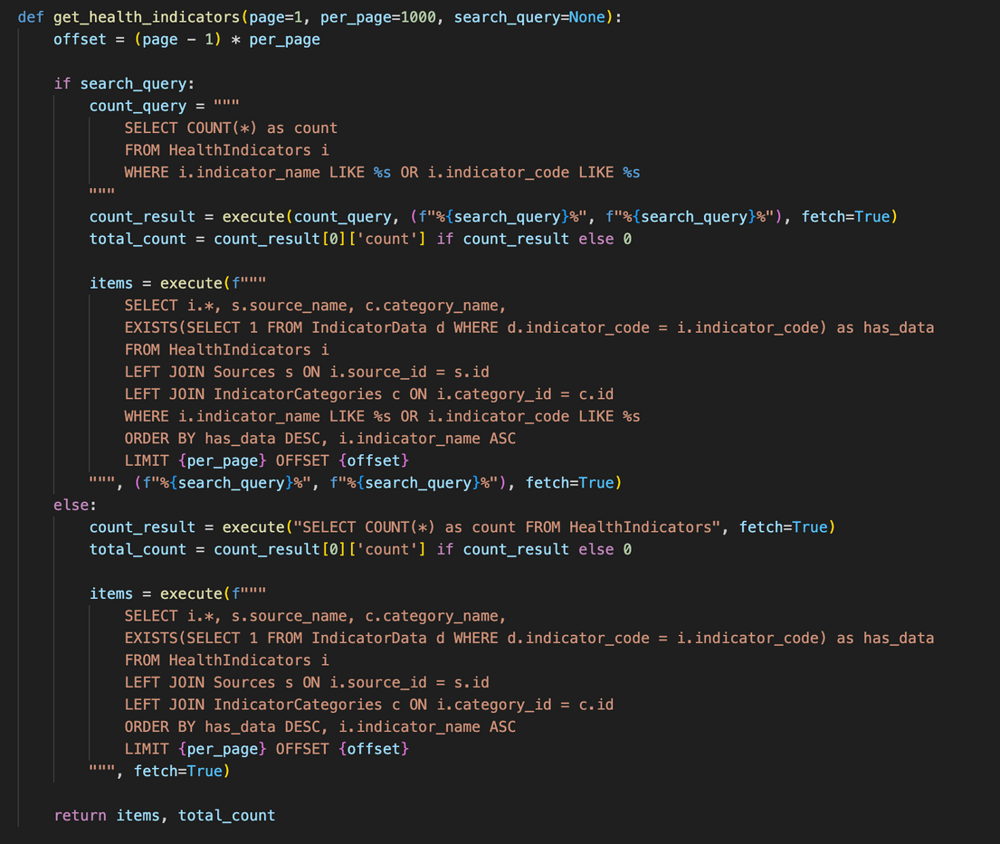 def get_health_indicators(page=1, per_page=1000, search_query=None):
    offset = (page - 1) * per_page

    if search_query:
        count_query = """
            SELECT COUNT(*) as count
            FROM HealthIndicators i
            WHERE i.indicator_name LIKE %s OR i.indicator_code LIKE %s
        """
        count_result = execute(count_query, (f"%{search_query}%", f"%{search_query}%"), fetch=True)
        total_count = count_result[0]['count'] if count_result else 0

        items = execute(f"""
            SELECT i.*, s.source_name, c.category_name,
            EXISTS(SELECT 1 FROM IndicatorData d WHERE d.indicator_code = i.indicator_code) as has_data
            FROM HealthIndicators i
            LEFT JOIN Sources s ON i.source_id = s.id
            LEFT JOIN IndicatorCategories c ON i.category_id = c.id
            WHERE i.indicator_name LIKE %s OR i.indicator_code LIKE %s
            ORDER BY has_data DESC, i.indicator_name ASC
            LIMIT {per_page} OFFSET {offset}
        """, (f"%{search_query}%", f"%{search_query}%"), fetch=True)
    else:
        count_result = execute("SELECT COUNT(*) as count FROM HealthIndicators", fetch=True)
        total_count = count_result[0]['count'] if count_result else 0

        items = execute(f"""
            SELECT i.*, s.source_name, c.category_name,
            EXISTS(SELECT 1 FROM IndicatorData d WHERE d.indicator_code = i.indicator_code) as has_data
            FROM HealthIndicators i
            LEFT JOIN Sources s ON i.source_id = s.id
            LEFT JOIN IndicatorCategories c ON i.category_id = c.id
            ORDER BY has_data DESC, i.indicator_name ASC
            LIMIT {per_page} OFFSET {offset}
        """, fetch=True)

    return items, total_count